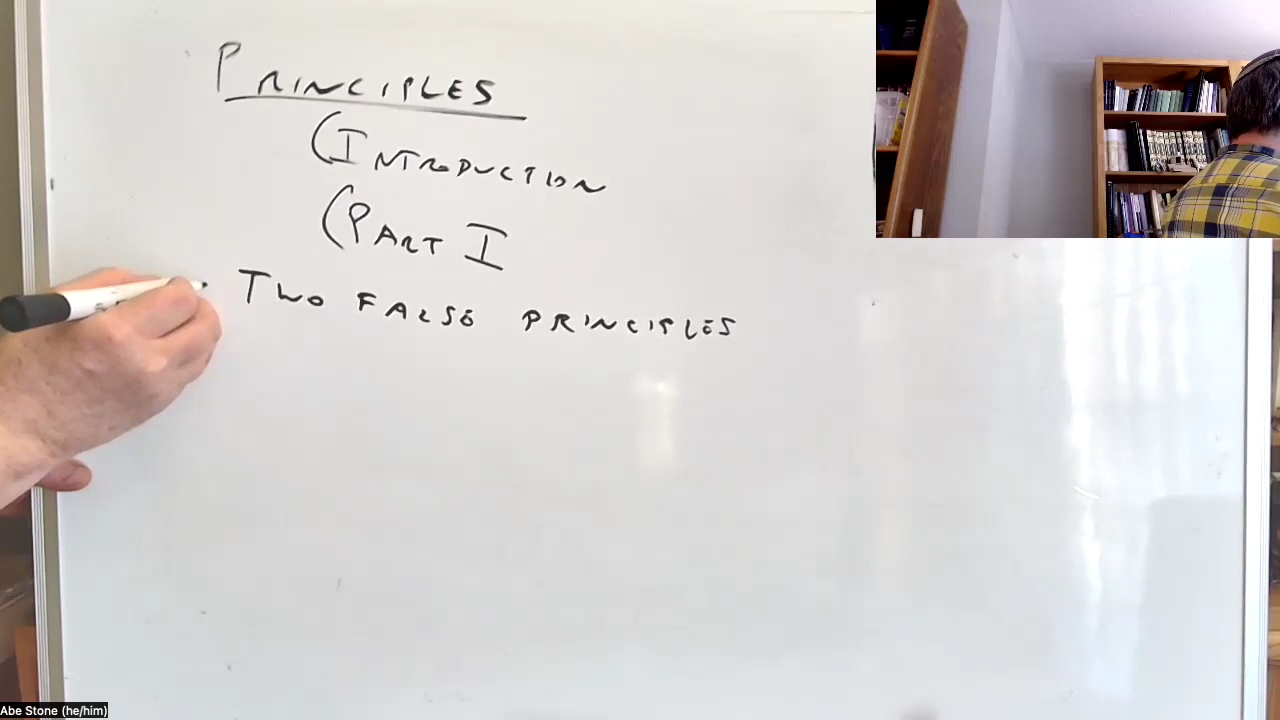 PRINCIPLES
(INTRODUCTION
(PART I
TWO FALSE PRINCIPLES
Abe Stone (he/him)